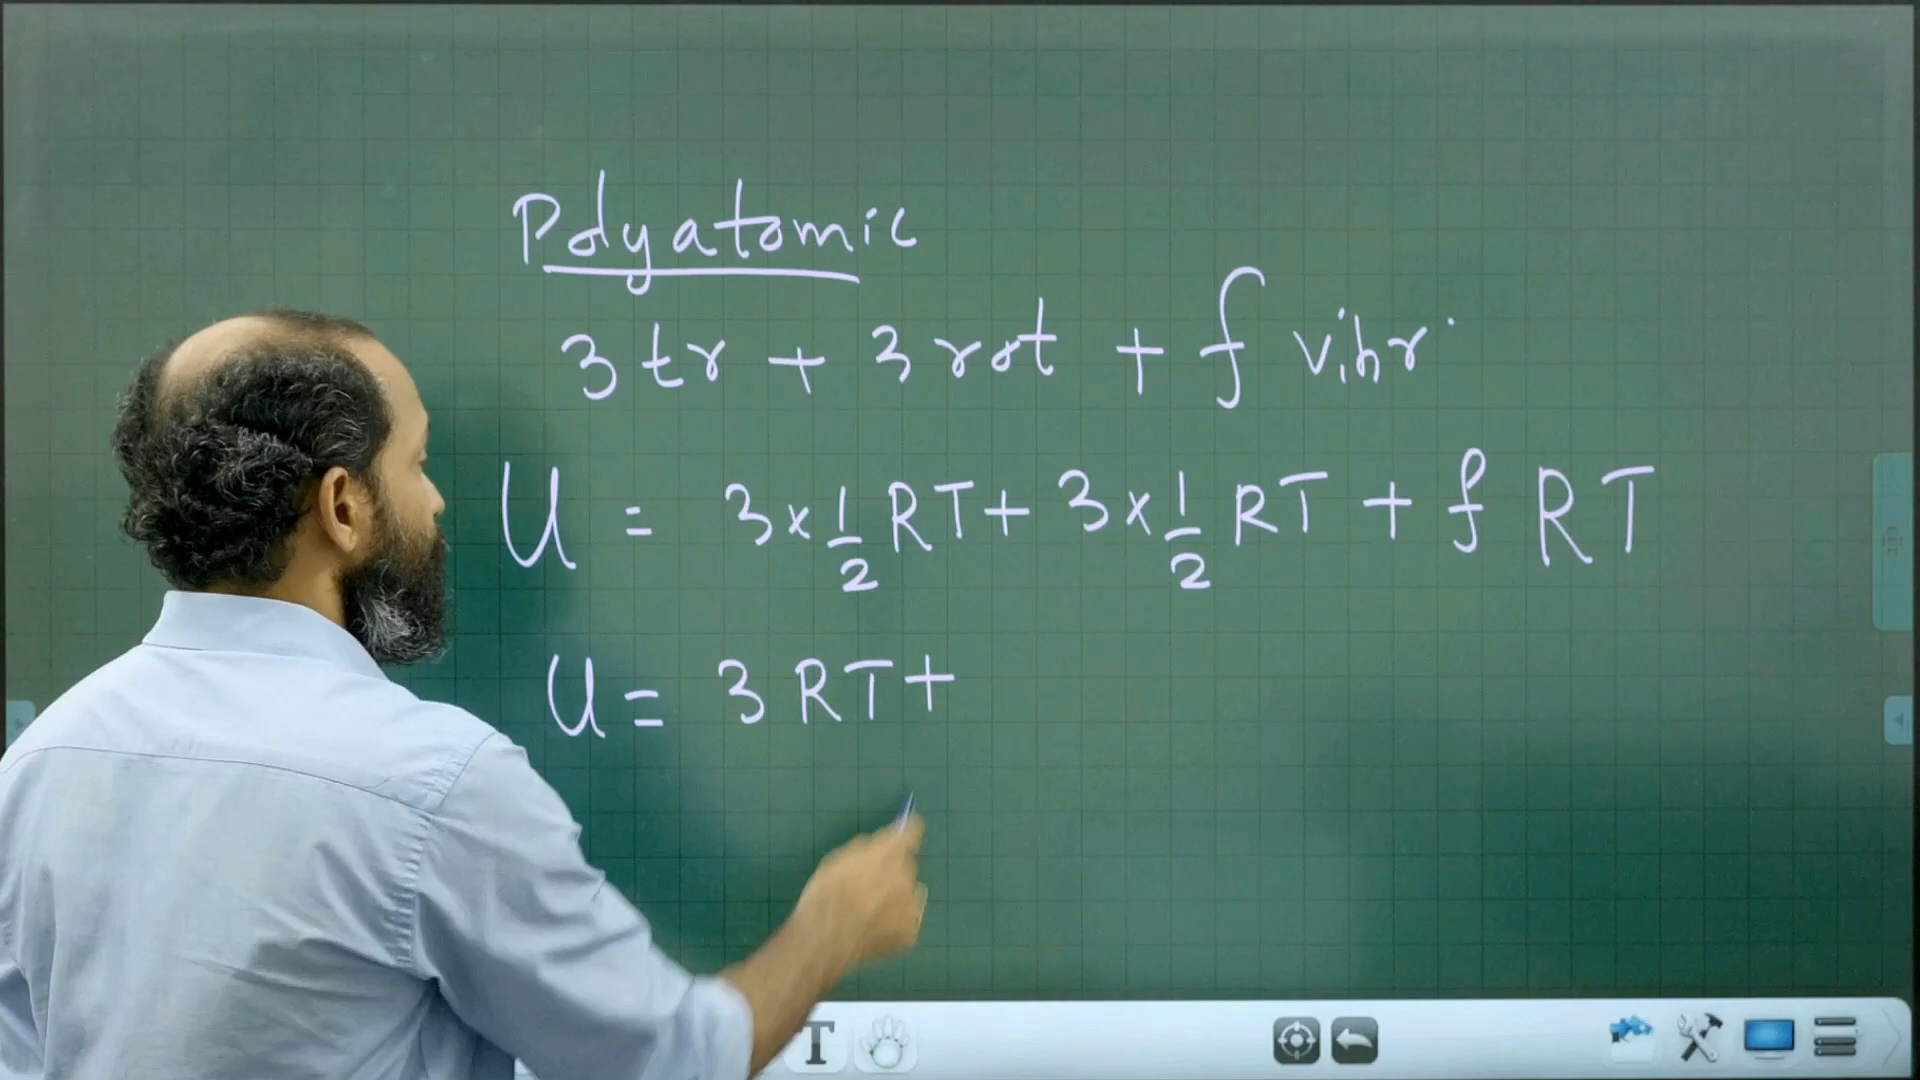 Polyatomic
3 tr + 3 rot + f vibr.
U = 3 × 1/2 RT + 3 × 1/2 RT + f RT
U = 3 RT +
T